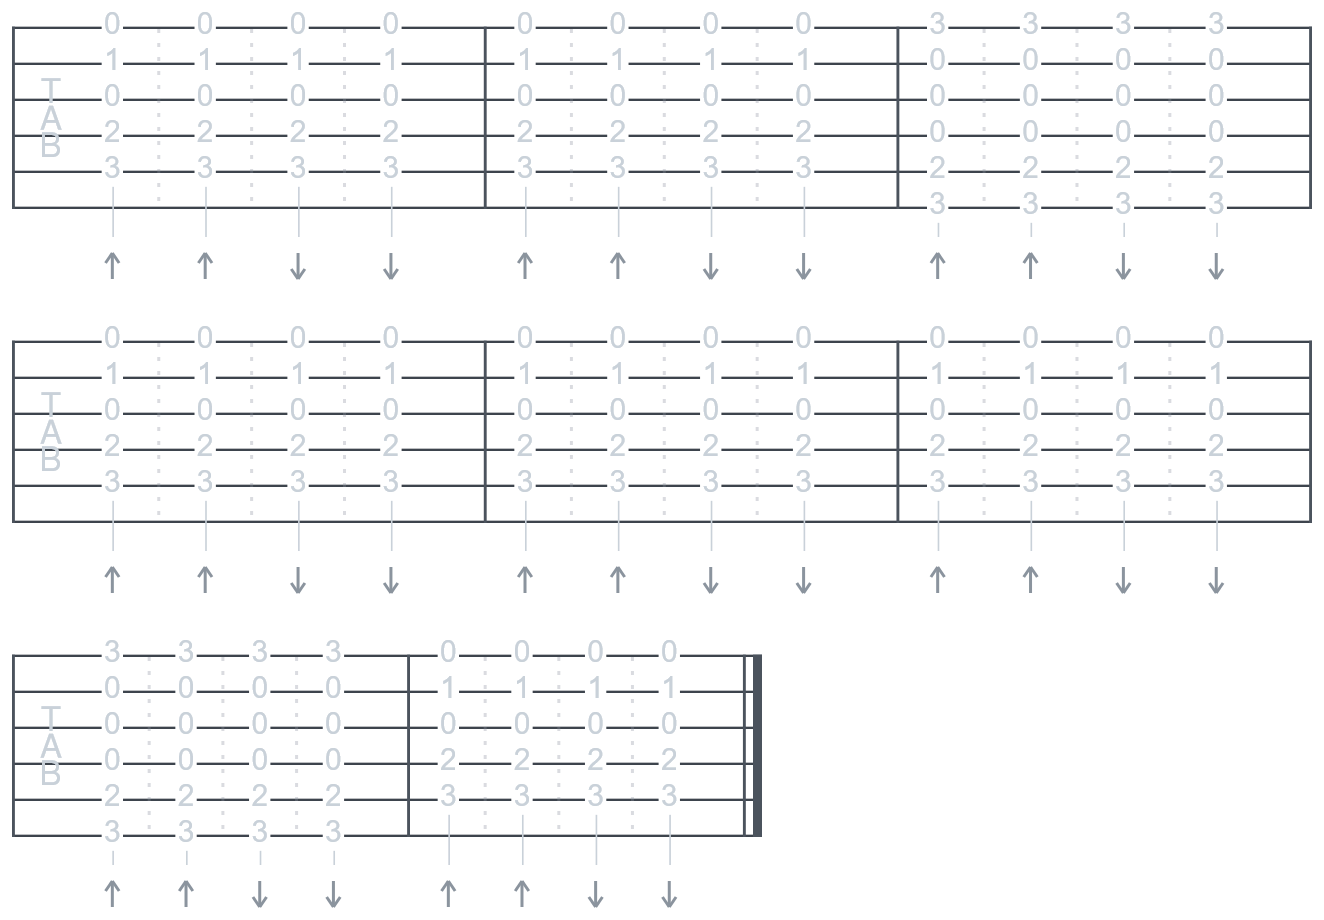 0 0 0 0 0 0 0 0 3 3 3 3
1 1 1 1 1 1 1 1 0 0 0 0
T 0 0 0 0 0 0 0 0 0 0 0 0
A 2 2 2 2 2 2 2 2 0 0 0 0
B 3 3 3 3 3 3 3 3 2 2 2 2
3 3 3 3
↑ ↑ ↓ ↓ ↑ ↑ ↓ ↓ ↑ ↑ ↓ ↓
0 0 0 0 0 0 0 0 0 0 0 0
1 1 1 1 1 1 1 1 1 1 1 1
T 0 0 0 0 0 0 0 0 0 0 0 0
A 2 2 2 2 2 2 2 2 2 2 2 2
B 3 3 3 3 3 3 3 3 3 3 3 3
↑ ↑ ↓ ↓ ↑ ↑ ↓ ↓ ↑ ↑ ↓ ↓
3 3 3 3 0 0 0 0
0 0 0 0 1 1 1 1
T 0 0 0 0 0 0 0 0
A 0 0 0 0 2 2 2 2
B 2 2 2 2 3 3 3 3
3 3 3 3
↑ ↑ ↓ ↓ ↑ ↑ ↓ ↓